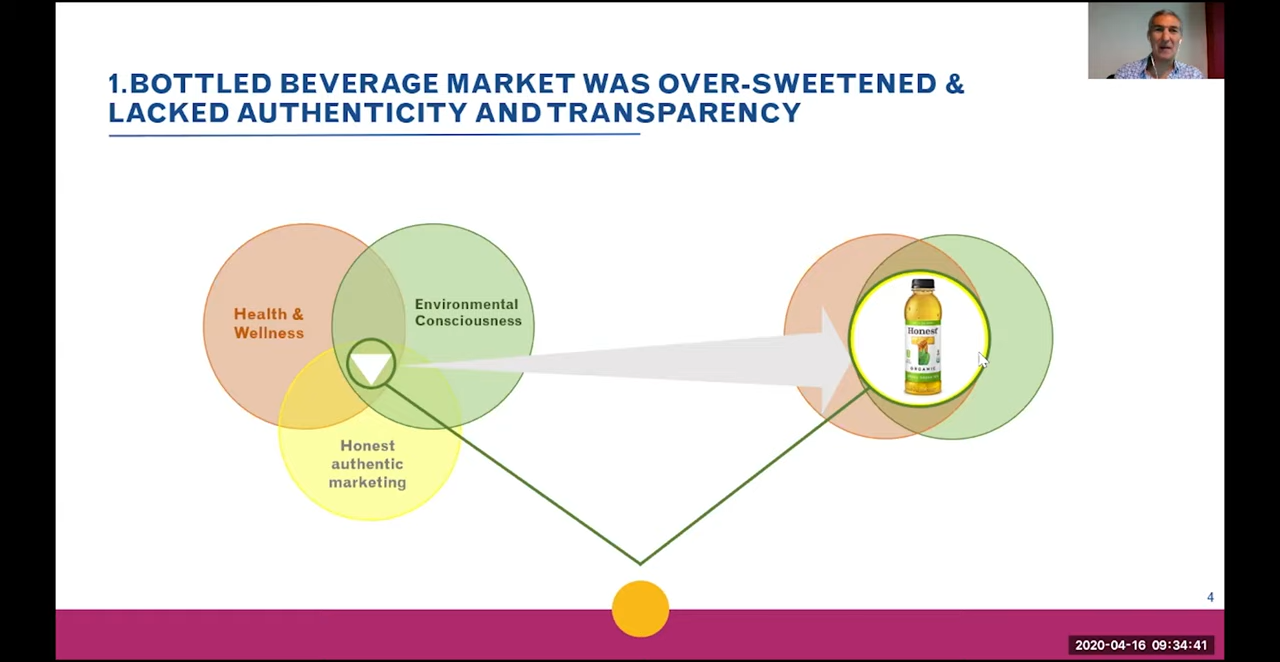 1.BOTTLED BEVERAGE MARKET WAS OVER-SWEETENED &
LACKED AUTHENTICITY AND TRANSPARENCY
Health &
Wellness
Environmental
Consciousness
Honest
authentic
marketing
Honest
T
ORGANIC
4
2020-04-16 09:34:41